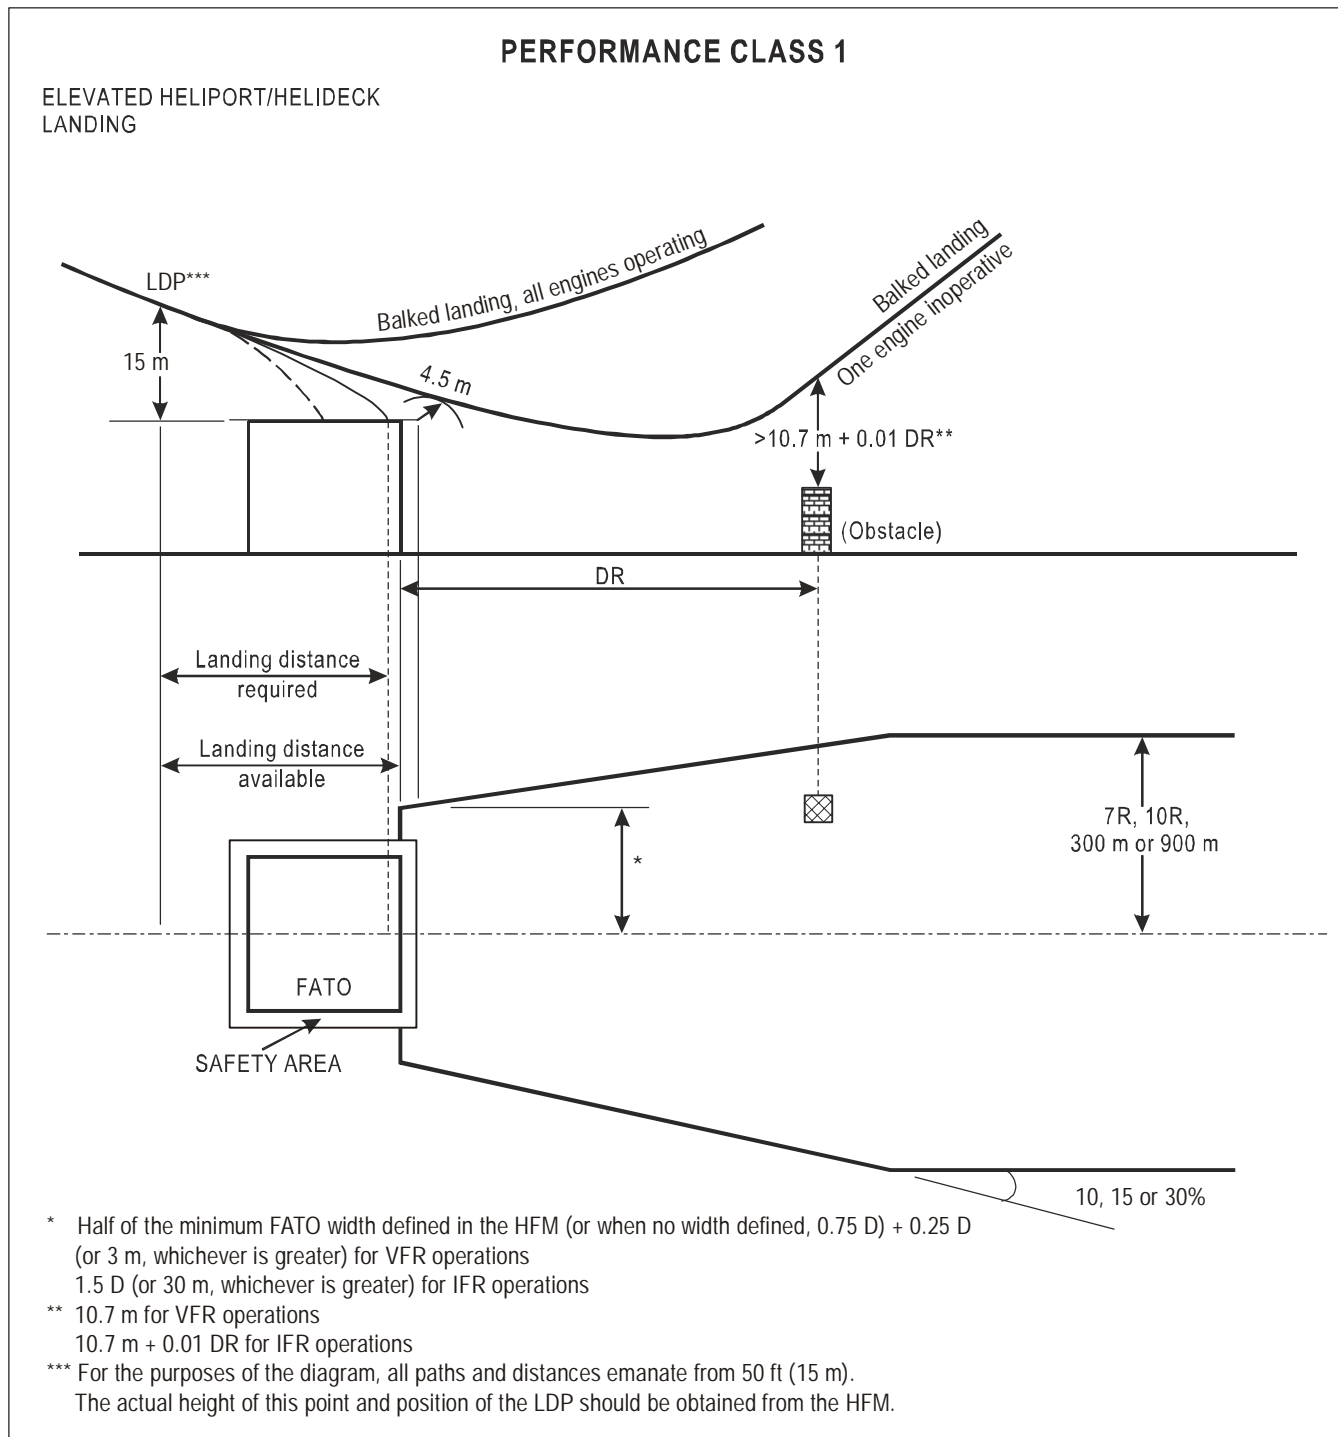 PERFORMANCE CLASS 1
ELEVATED HELIPORT/HELIDECK
LANDING
LDP***
Balked landing, all engines operating
Balked landing
One engine inoperative
15 m
4.5 m
>10.7 m + 0.01 DR**
(Obstacle)
DR
Landing distance
required
Landing distance
available
7R, 10R,
300 m or 900 m
*
FATO
SAFETY AREA
10, 15 or 30%
* Half of the minimum FATO width defined in the HFM (or when no width defined, 0.75 D) + 0.25 D
(or 3 m, whichever is greater) for VFR operations
1.5 D (or 30 m, whichever is greater) for IFR operations
** 10.7 m for VFR operations
10.7 m + 0.01 DR for IFR operations
*** For the purposes of the diagram, all paths and distances emanate from 50 ft (15 m).
The actual height of this point and position of the LDP should be obtained from the HFM.